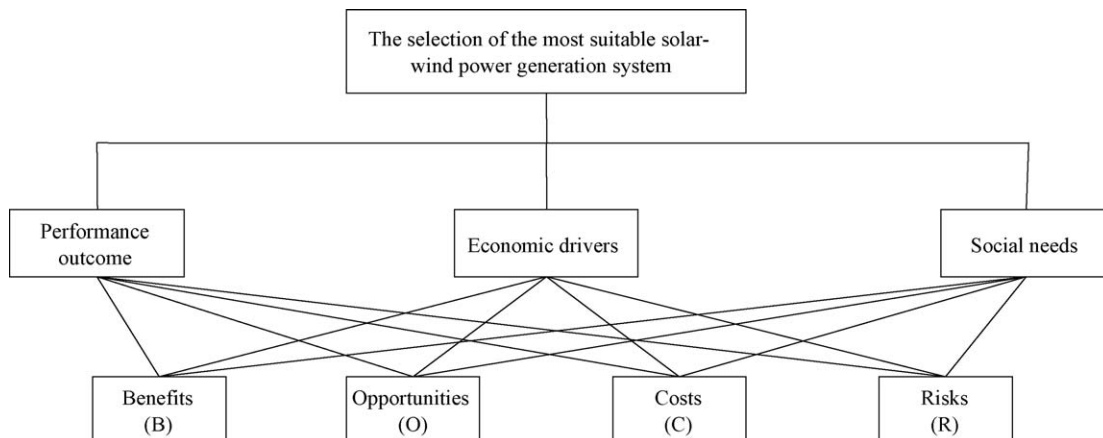 The selection of the most suitable solar-
wind power generation system
Performance
outcome
Economic drivers
Social needs
Benefits
(B)
Opportunities
(O)
Costs
(C)
Risks
(R)